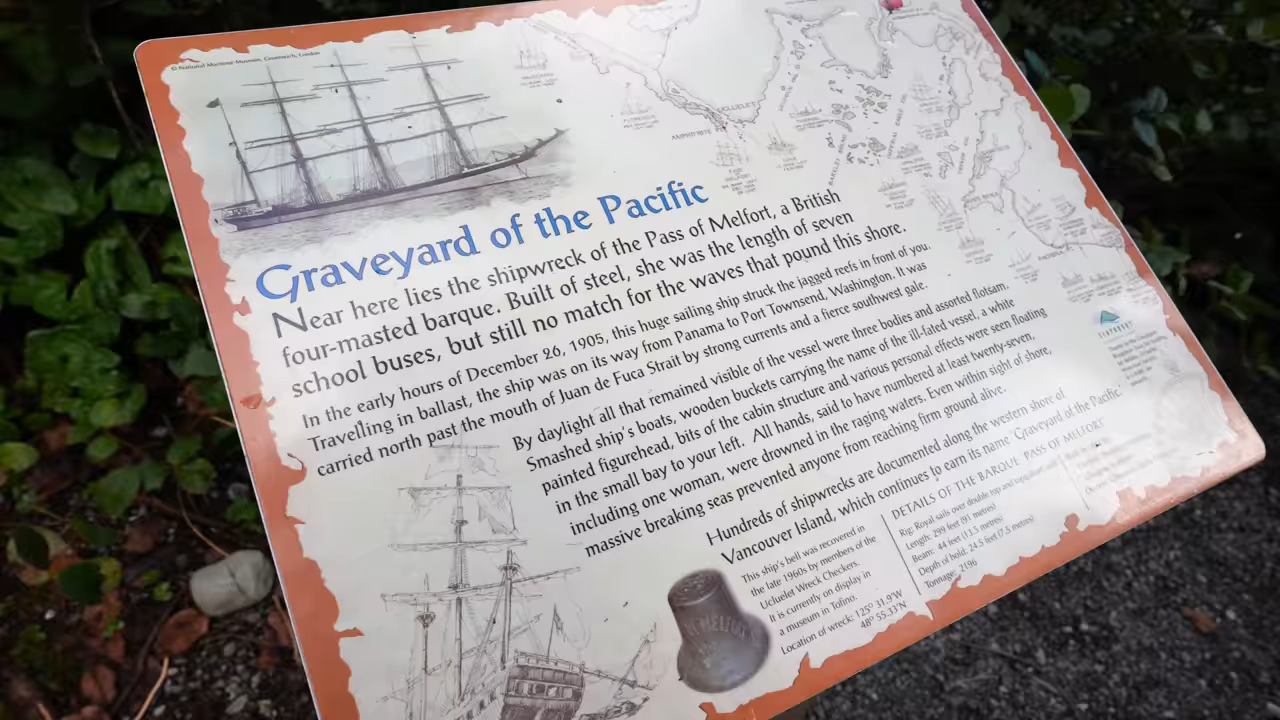 © National Maritime Museum, Greenwich, London
UCLUELET
AMPHITRITE
Graveyard of the Pacific
Near here lies the shipwreck of the Pass of Melfort, a British
four-masted barque. Built of steel, she was the length of seven
school buses, but still no match for the waves that pound this shore.
In the early hours of December 26, 1905, this huge sailing ship struck the jagged reefs in front of you.
Travelling in ballast, the ship was on its way from Panama to Port Townsend, Washington. It was
carried north past the mouth of Juan de Fuca Strait by strong currents and a fierce southwest gale.
By daylight all that remained visible of the vessel were three bodies and assorted flotsam.
Smashed ship's boats, wooden buckets carrying the name of the ill-fated vessel, a white
painted figurehead, bits of the cabin structure and various personal effects were seen floating
in the small bay to your left. All hands, said to have numbered at least twenty-seven,
including one woman, were drowned in the raging waters. Even within sight of shore,
massive breaking seas prevented anyone from reaching firm ground alive.
Hundreds of shipwrecks are documented along the western shore of
Vancouver Island, which continues to earn its name 'Graveyard of the Pacific.'
This ship's bell was recovered in
the late 1960s by members of the
Ucluelet Wreck Checkers.
It is currently on display in
a museum in Tofino.
Location of wreck: 125° 31.9'W
48° 55.33'N
DETAILS OF THE BARQUE PASS OF MELFORT
Rig: Royal sails over double top and topgallant
Length: 299 feet (91 metres)
Beam: 44 feet (13.5 metres)
Depth of hold: 24.5 feet (7.5 metres)
Tonnage: 2196